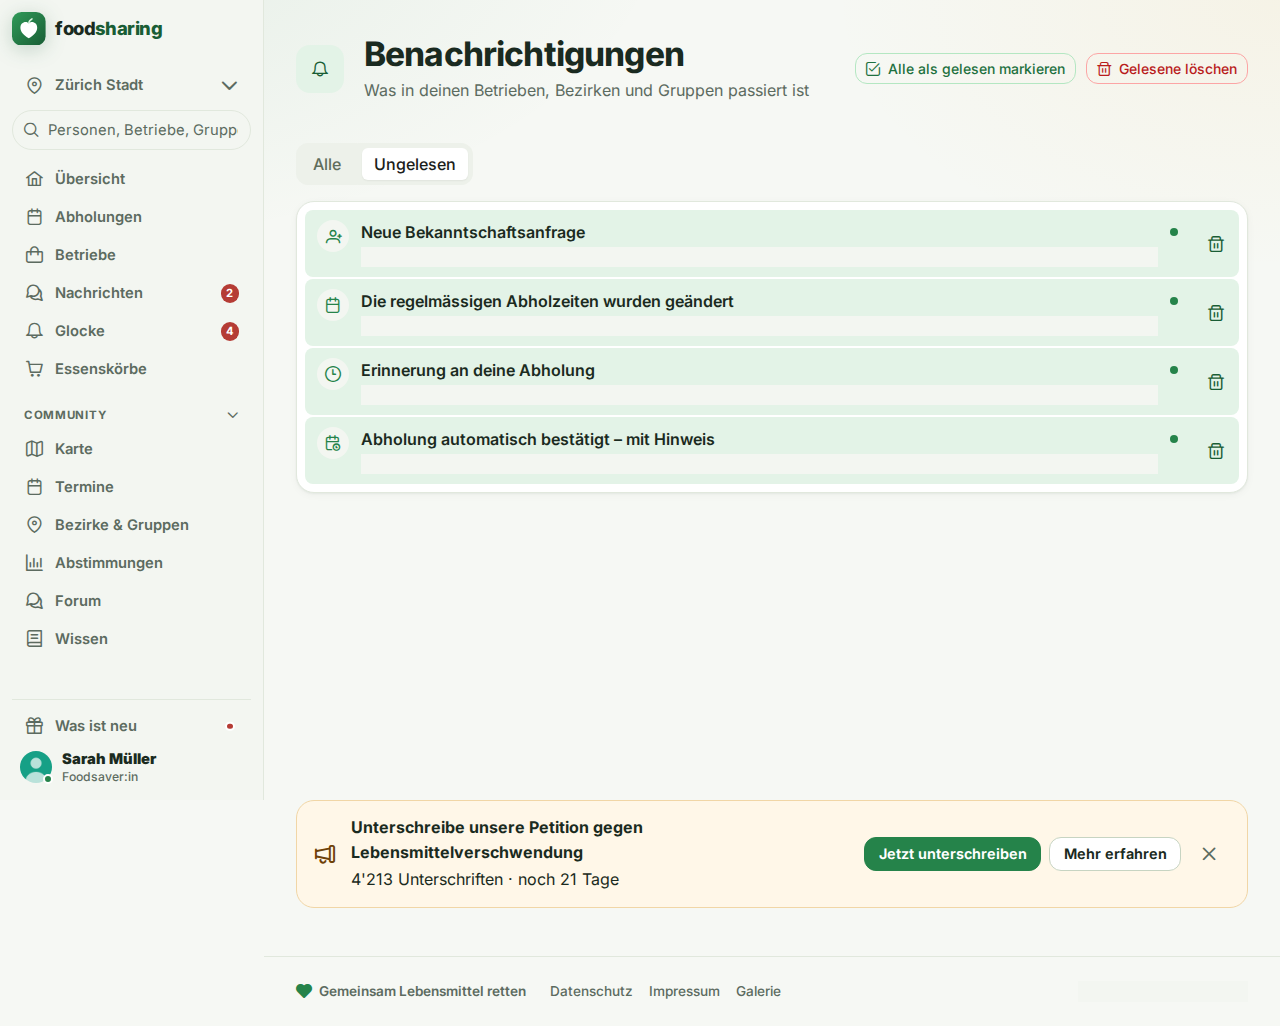 foodsharing
Zürich Stadt
Personen, Betriebe, Grupp
Übersicht
Abholungen
Betriebe
Nachrichten 2
Glocke 4
Essenskörbe
COMMUNITY
Karte
Termine
Bezirke & Gruppen
Abstimmungen
Forum
Wissen
Was ist neu
Sarah Müller
Foodsaver:in
Benachrichtigungen
Was in deinen Betrieben, Bezirken und Gruppen passiert ist
Alle als gelesen markieren
Gelesene löschen
Alle
Ungelesen
Neue Bekanntschaftsanfrage
Die regelmässigen Abholzeiten wurden geändert
Erinnerung an deine Abholung
Abholung automatisch bestätigt – mit Hinweis
Unterschreibe unsere Petition gegen
Lebensmittelverschwendung
4'213 Unterschriften · noch 21 Tage
Jetzt unterschreiben
Mehr erfahren
Gemeinsam Lebensmittel retten
Datenschutz
Impressum
Galerie